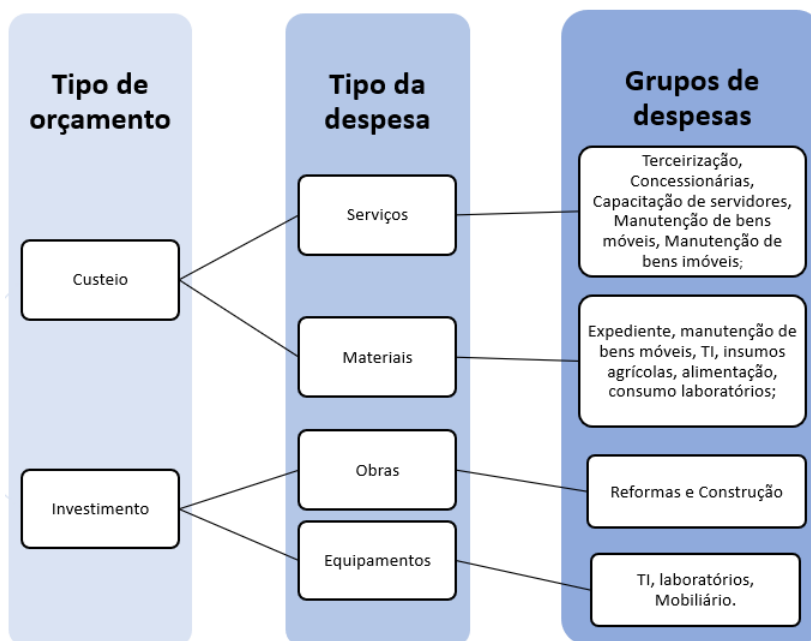 Tipo de
orçamento
Tipo da
despesa
Grupos de
despesas
Custeio
Serviços
Terceirização,
Concessionárias,
Capacitação de servidores,
Manutenção de bens
móveis, Manutenção de
bens imóveis;
Materiais
Expediente, manutenção de
bens móveis, TI, insumos
agrícolas, alimentação,
consumo laboratórios;
Investimento
Obras
Reformas e Construção
Equipamentos
TI, laboratórios,
Mobiliário.